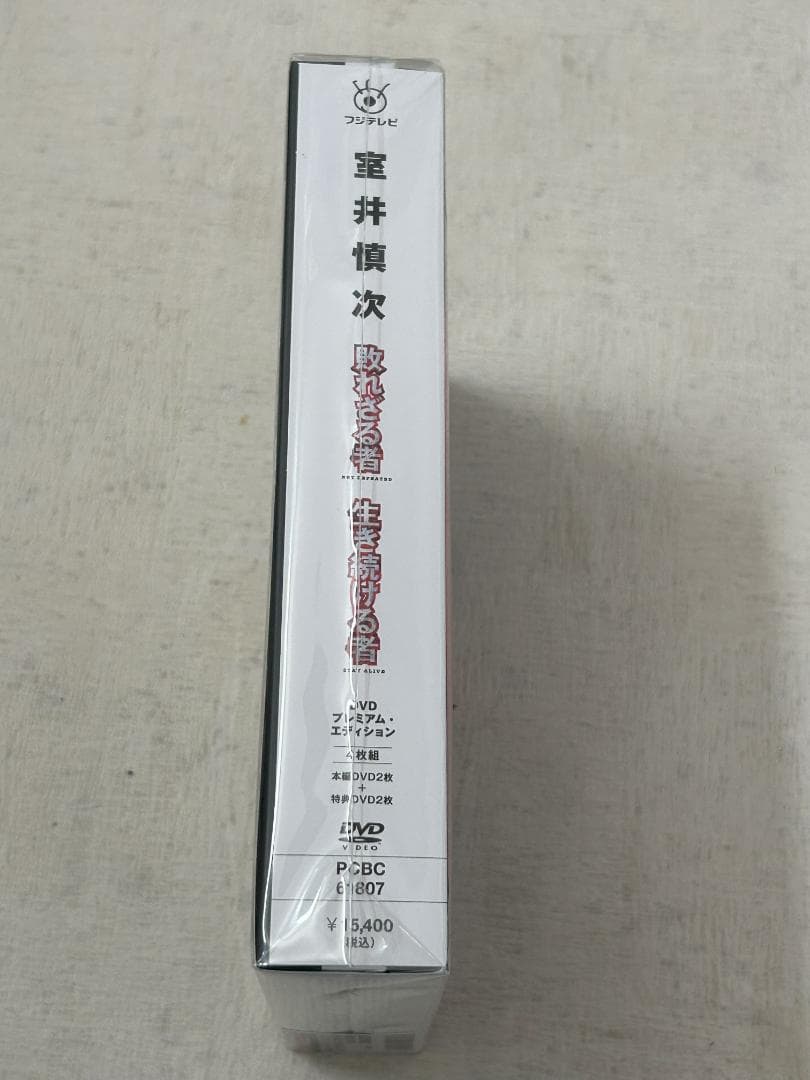 フジテレビ
室井慎次
敗れざる者
NOT DEFEATED
生き続ける者
STAY ALIVE
DVD
プレミアム・
エディション
4枚組
本編DVD2枚
+
特典DVD2枚
DVD
VIDEO
PCBC
61807
¥15,400
(税込)